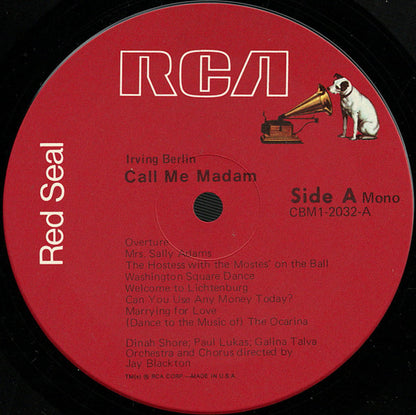 RCA
Red Seal
Irving Berlin
Call Me Madam
Side A Mono
CBM1-2032-A
Overture
Mrs. Sally Adams
The Hostess with the Mostes' on the Ball
Washington Square Dance
Welcome to Lichtenburg
Can You Use Any Money Today?
Marrying for Love
(Dance to the Music of) The Ocarina
Dinah Shore; Paul Lukas; Galina Talva
Orchestra and Chorus directed by
Jay Blackton
TM(s) ® RCA CORP.—MADE IN U.S.A.